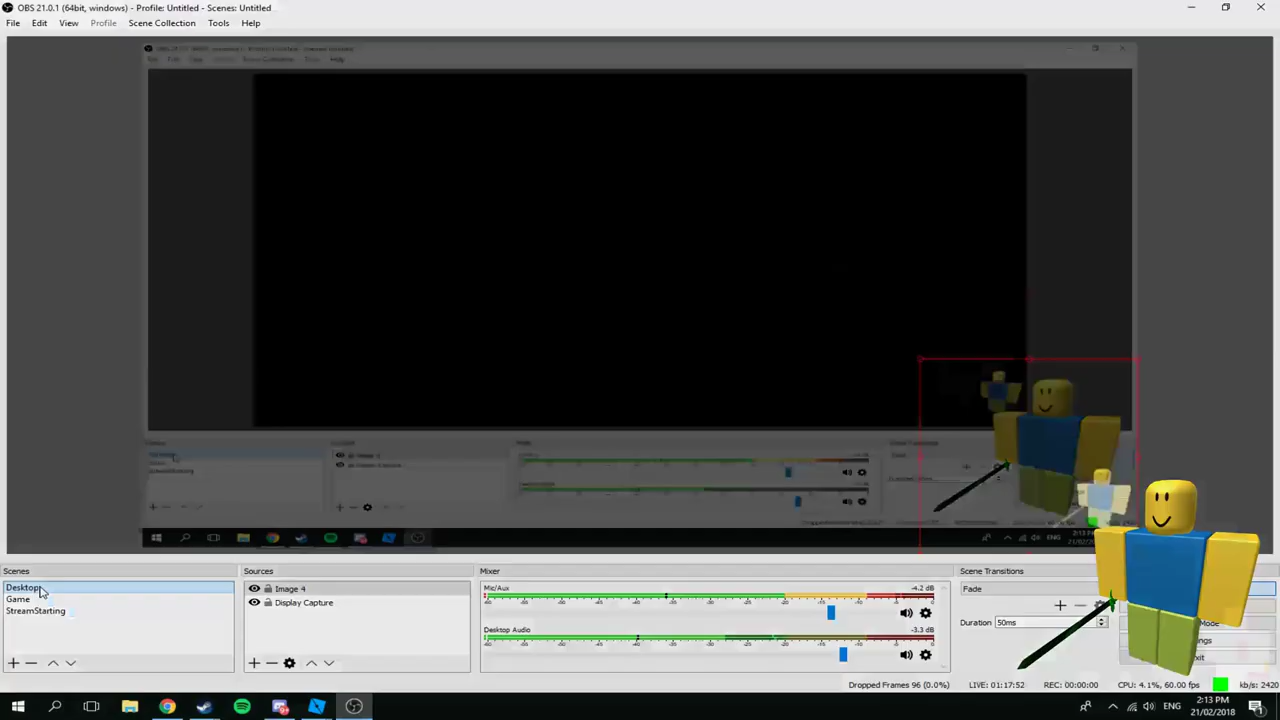 OBS 21.0.1 (64bit, windows) - Profile: Untitled - Scenes: Untitled
File Edit View Profile Scene Collection Tools Help
Scenes
Desktop
Game
StreamStarting
Sources
Image 4
Display Capture
Mixer
Mic/Aux -4.2 dB
Desktop Audio -3.3 dB
Scene Transitions
Fade
Duration 50ms
Dropped Frames 96 (0.0%) LIVE: 01:17:52 REC: 00:00:00 CPU: 4.1%, 60.00 fps kb/s: 2420
ENG
2:13 PM
21/02/2018